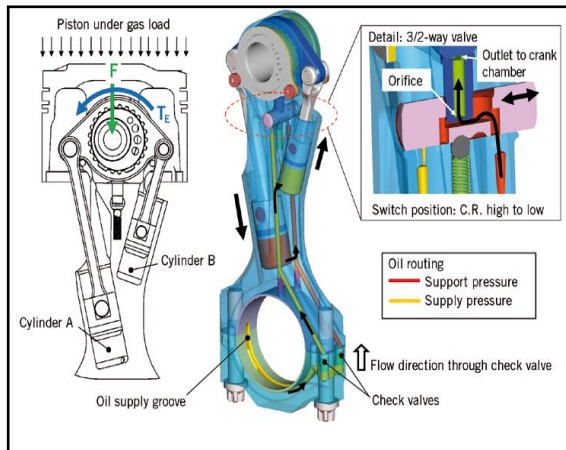 Piston under gas load
F
T_E
Cylinder B
Cylinder A
Oil supply groove
Detail: 3/2-way valve
Outlet to crank
chamber
Orifice
Switch position: C.R. high to low
Oil routing
Support pressure
Supply pressure
Flow direction through check valve
Check valves